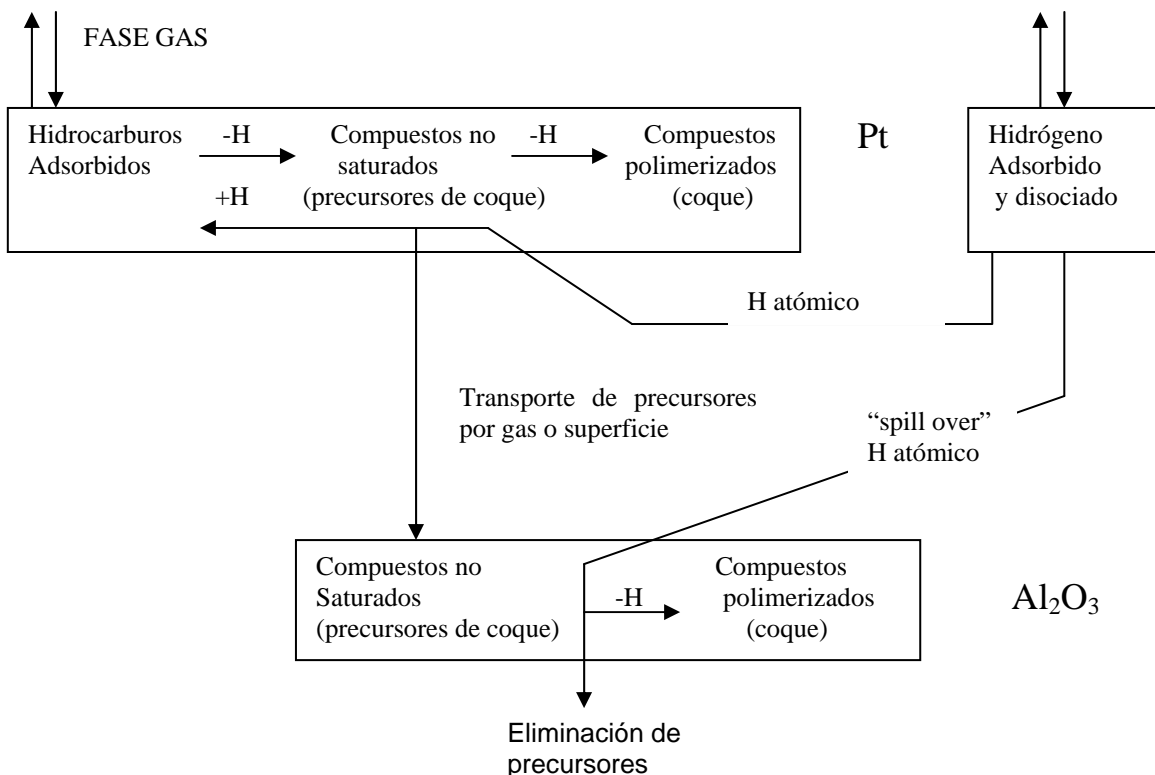 FASE GAS
Hidrocarburos
Adsorbidos
-H
+H
Compuestos no
saturados
(precursores de coque)
-H
Compuestos
polimerizados
(coque)
Pt
Hidrógeno
Adsorbido
y disociado
H atómico
Transporte de precursores
por gas o superficie
“spill over”
H atómico
Compuestos no
Saturados
(precursores de coque)
-H
Compuestos
polimerizados
(coque)
Al₂O₃
Eliminación de
precursores